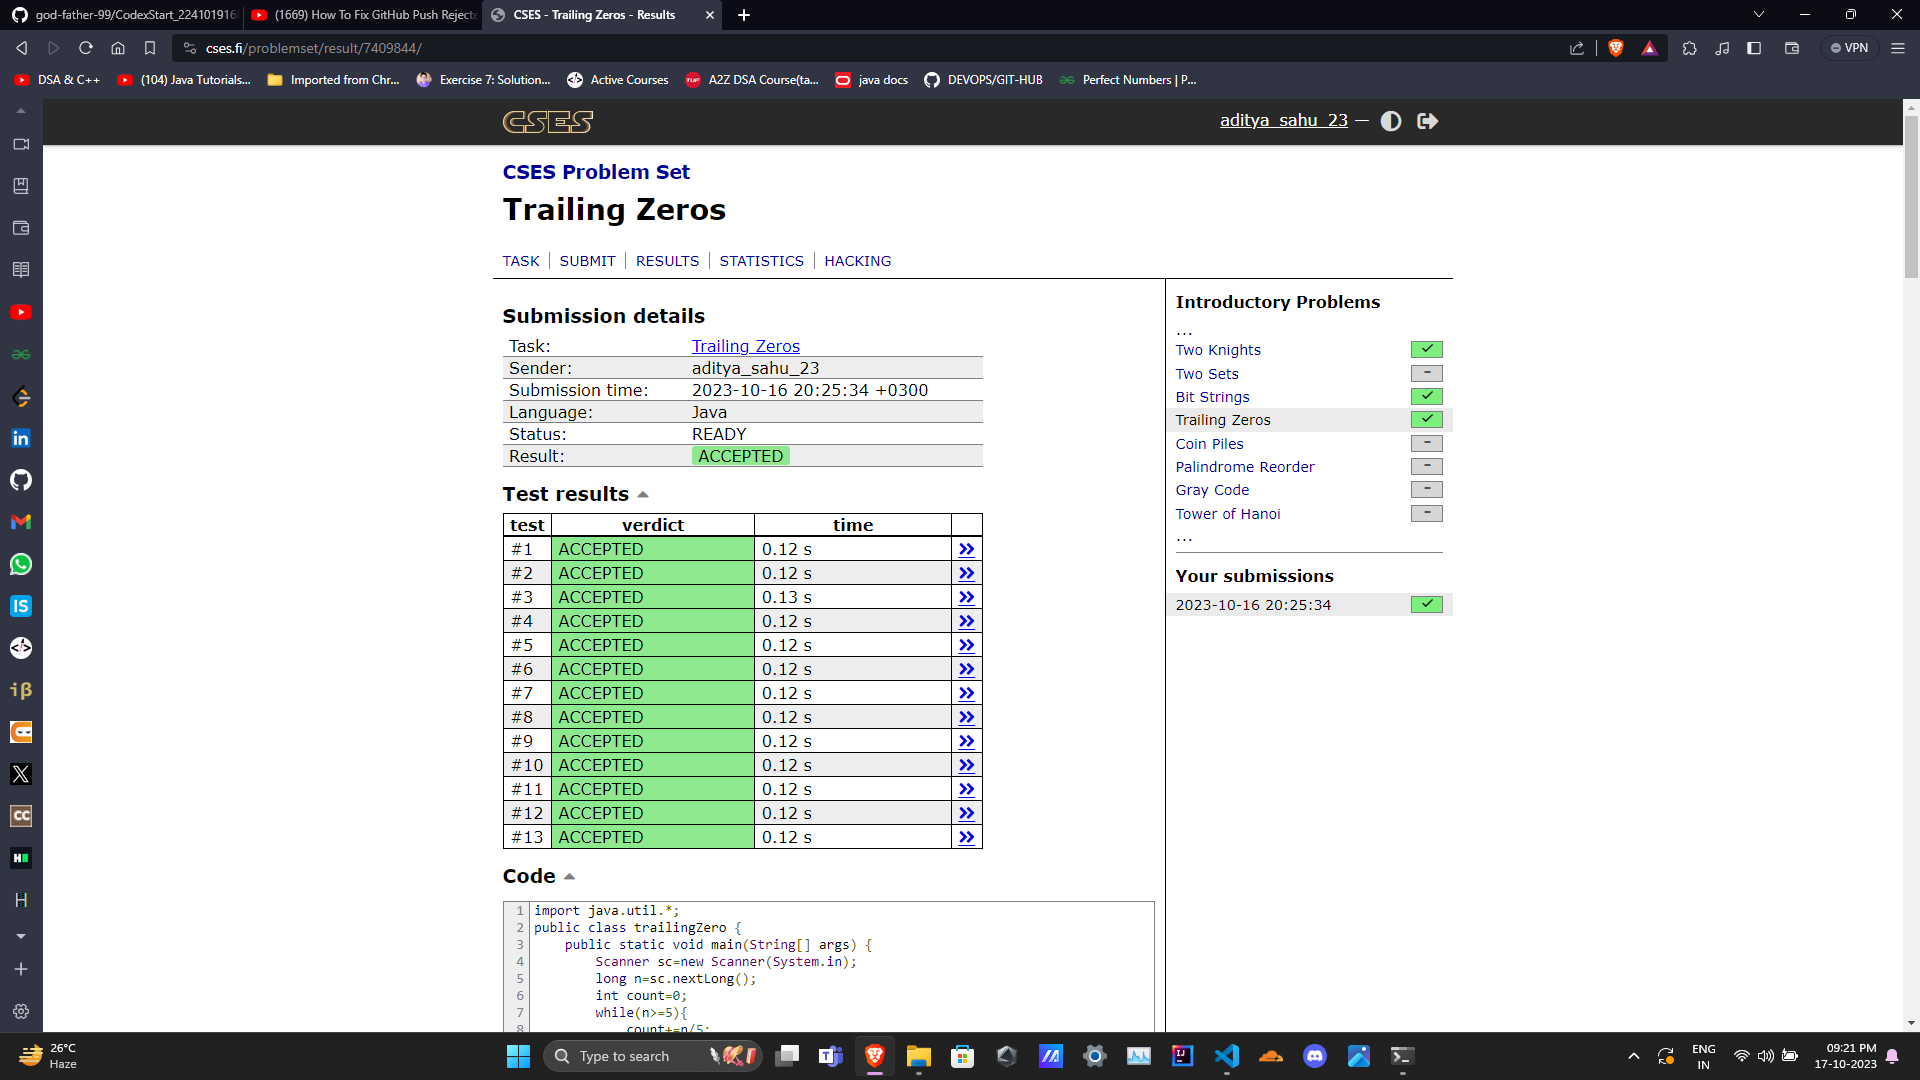 god-father-99/CodexStart_224101916
(1669) How To Fix GitHub Push Rejecte
CSES - Trailing Zeros - Results
cses.fi/problemset/result/7409844/
VPN
DSA & C++
(104) Java Tutorials...
Imported from Chr...
Exercise 7: Solution...
Active Courses
TUF
A2Z DSA Course(ta...
java docs
DEVOPS/GIT-HUB
Perfect Numbers | P...
CSES
aditya_sahu_23 —
CSES Problem Set
Trailing Zeros
TASK | SUBMIT | RESULTS | STATISTICS | HACKING
Submission details
Task: Trailing Zeros
Sender: aditya_sahu_23
Submission time: 2023-10-16 20:25:34 +0300
Language: Java
Status: READY
Result: ACCEPTED
Test results
test verdict time
#1 ACCEPTED 0.12 s »
#2 ACCEPTED 0.12 s »
#3 ACCEPTED 0.13 s »
#4 ACCEPTED 0.12 s »
#5 ACCEPTED 0.12 s »
#6 ACCEPTED 0.12 s »
#7 ACCEPTED 0.12 s »
#8 ACCEPTED 0.12 s »
#9 ACCEPTED 0.12 s »
#10 ACCEPTED 0.12 s »
#11 ACCEPTED 0.12 s »
#12 ACCEPTED 0.12 s »
#13 ACCEPTED 0.12 s »
Code
1 import java.util.*;
2 public class trailingZero {
3 public static void main(String[] args) {
4 Scanner sc=new Scanner(System.in);
5 long n=sc.nextLong();
6 int count=0;
7 while(n>=5){
8 count+=n/5;
Introductory Problems
...
Two Knights
Two Sets -
Bit Strings
Trailing Zeros
Coin Piles -
Palindrome Reorder -
Gray Code -
Tower of Hanoi -
...
Your submissions
2023-10-16 20:25:34
in
IS
iβ
X
CC
H
H
26°C
Haze
Type to search
ENG
IN
09:21 PM
17-10-2023